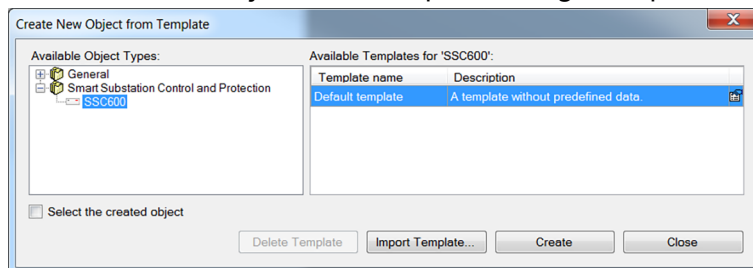 Create New Object from Template
Available Object Types:
General
Smart Substation Control and Protection
SSC600
Available Templates for 'SSC600':
Template name Description
Default template A template without predefined data.
Select the created object
Delete Template Import Template... Create Close